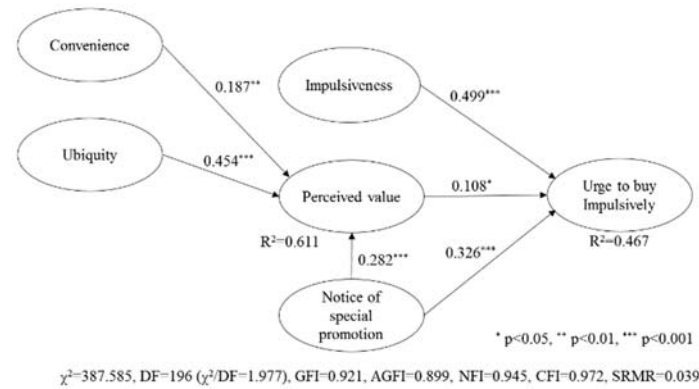 Convenience
0.187**
Impulsiveness
0.499***
Ubiquity
0.454***
Perceived value
0.108*
Urge to buy
Impulsively
R²=0.611
R²=0.467
0.282***
0.326***
Notice of
special
promotion
* p<0.05, ** p<0.01, *** p<0.001
χ²=387.585, DF=196 (χ²/DF=1.977), GFI=0.921, AGFI=0.899, NFI=0.945, CFI=0.972, SRMR=0.039